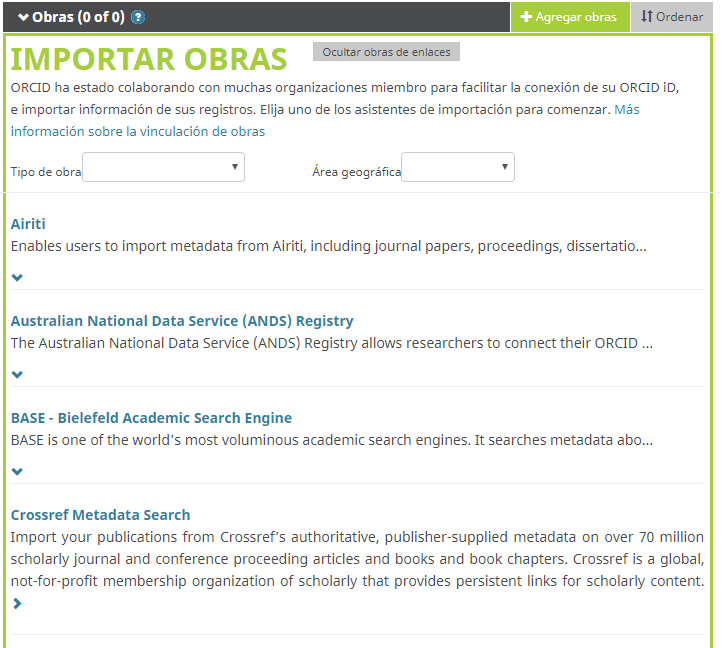 Obras (0 of 0) ?
Agregar obras
Ordenar
IMPORTAR OBRAS
Ocultar obras de enlaces
ORCID ha estado colaborando con muchas organizaciones miembro para facilitar la conexión de su ORCID iD,
e importar información de sus registros. Elija uno de los asistentes de importación para comenzar. Más
información sobre la vinculación de obras
Tipo de obra
Área geográfica
Airiti
Enables users to import metadata from Airiti, including journal papers, proceedings, dissertatio...
Australian National Data Service (ANDS) Registry
The Australian National Data Service (ANDS) Registry allows researchers to connect their ORCID ...
BASE - Bielefeld Academic Search Engine
BASE is one of the world's most voluminous academic search engines. It searches metadata abo...
Crossref Metadata Search
Import your publications from Crossref’s authoritative, publisher-supplied metadata on over 70 million
scholarly journal and conference proceeding articles and books and book chapters. Crossref is a global,
not-for-profit membership organization of scholarly that provides persistent links for scholarly content.